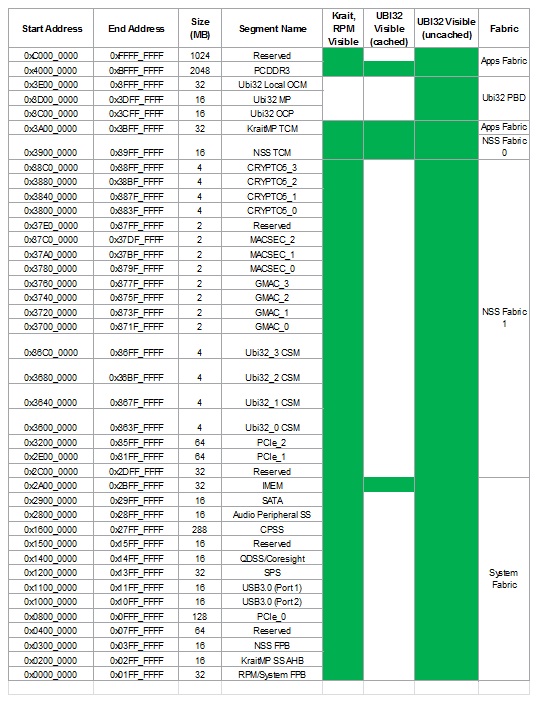 Start Address End Address Size (MB) Segment Name Krait, RPM Visible UBI32 Visible (cached) UBI32 Visible (uncached) Fabric
0xC000_0000 0xFFFF_FFFF 1024 Reserved Apps Fabric
0x4000_0000 0xBFFF_FFFF 2048 PCDDR3
0x3E00_0000 0x3FFF_FFFF 32 Ubi32 Local OCM Ubi32 PBD
0x3D00_0000 0x3DFF_FFFF 16 Ubi32 MP
0x3C00_0000 0x3CFF_FFFF 16 Ubi32 OCP
0x3A00_0000 0x3BFF_FFFF 32 KraitMP TCM Apps Fabric
0x3900_0000 0x39FF_FFFF 16 NSS TCM NSS Fabric 0
0x38C0_0000 0x38FF_FFFF 4 CRYPTO5_3 NSS Fabric 1
0x3880_0000 0x38BF_FFFF 4 CRYPTO5_2
0x3840_0000 0x387F_FFFF 4 CRYPTO5_1
0x3800_0000 0x383F_FFFF 4 CRYPTO5_0
0x37E0_0000 0x37FF_FFFF 2 Reserved
0x37C0_0000 0x37DF_FFFF 2 MACSEC_2
0x37A0_0000 0x37BF_FFFF 2 MACSEC_1
0x3780_0000 0x379F_FFFF 2 MACSEC_0
0x3760_0000 0x377F_FFFF 2 GMAC_3
0x3740_0000 0x375F_FFFF 2 GMAC_2
0x3720_0000 0x373F_FFFF 2 GMAC_1
0x3700_0000 0x371F_FFFF 2 GMAC_0
0x36C0_0000 0x36FF_FFFF 4 Ubi32_3 CSM
0x3680_0000 0x36BF_FFFF 4 Ubi32_2 CSM
0x3640_0000 0x367F_FFFF 4 Ubi32_1 CSM
0x3600_0000 0x363F_FFFF 4 Ubi32_0 CSM
0x3200_0000 0x35FF_FFFF 64 PCIe_2
0x2E00_0000 0x31FF_FFFF 64 PCIe_1
0x2C00_0000 0x2DFF_FFFF 32 Reserved
0x2A00_0000 0x2BFF_FFFF 32 IMEM System Fabric
0x2900_0000 0x29FF_FFFF 16 SATA
0x2800_0000 0x28FF_FFFF 16 Audio Peripheral SS
0x1600_0000 0x27FF_FFFF 288 CPSS
0x1500_0000 0x15FF_FFFF 16 Reserved
0x1400_0000 0x14FF_FFFF 16 QDSS/Coresight
0x1200_0000 0x13FF_FFFF 32 SPS
0x1100_0000 0x11FF_FFFF 16 USB3.0 (Port 1)
0x1000_0000 0x10FF_FFFF 16 USB3.0 (Port 2)
0x0800_0000 0x0FFF_FFFF 128 PCIe_0
0x0400_0000 0x07FF_FFFF 64 Reserved
0x0300_0000 0x03FF_FFFF 16 NSS FPB
0x0200_0000 0x02FF_FFFF 16 KraitMP SSAHB
0x0000_0000 0x01FF_FFFF 32 RPM/System FPB